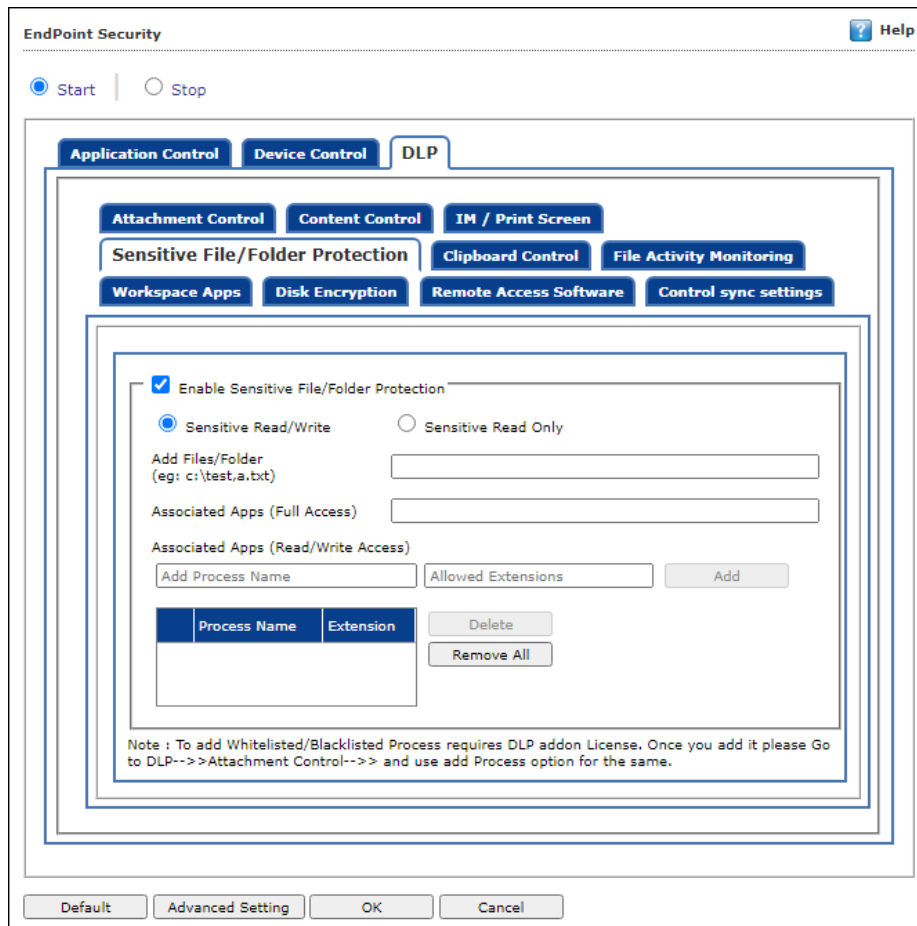 EndPoint Security
? Help
Start Stop
Application Control Device Control DLP
Attachment Control Content Control IM / Print Screen
Sensitive File/Folder Protection Clipboard Control File Activity Monitoring
Workspace Apps Disk Encryption Remote Access Software Control sync settings
Enable Sensitive File/Folder Protection
Sensitive Read/Write Sensitive Read Only
Add Files/Folder
(eg: c:\test,a.txt)
Associated Apps (Full Access)
Associated Apps (Read/Write Access)
Add Process Name Allowed Extensions Add
Process Name Extension Delete
Remove All
Note : To add Whitelisted/Blacklisted Process requires DLP addon License. Once you add it please Go
to DLP-->>Attachment Control-->> and use add Process option for the same.
Default Advanced Setting OK Cancel